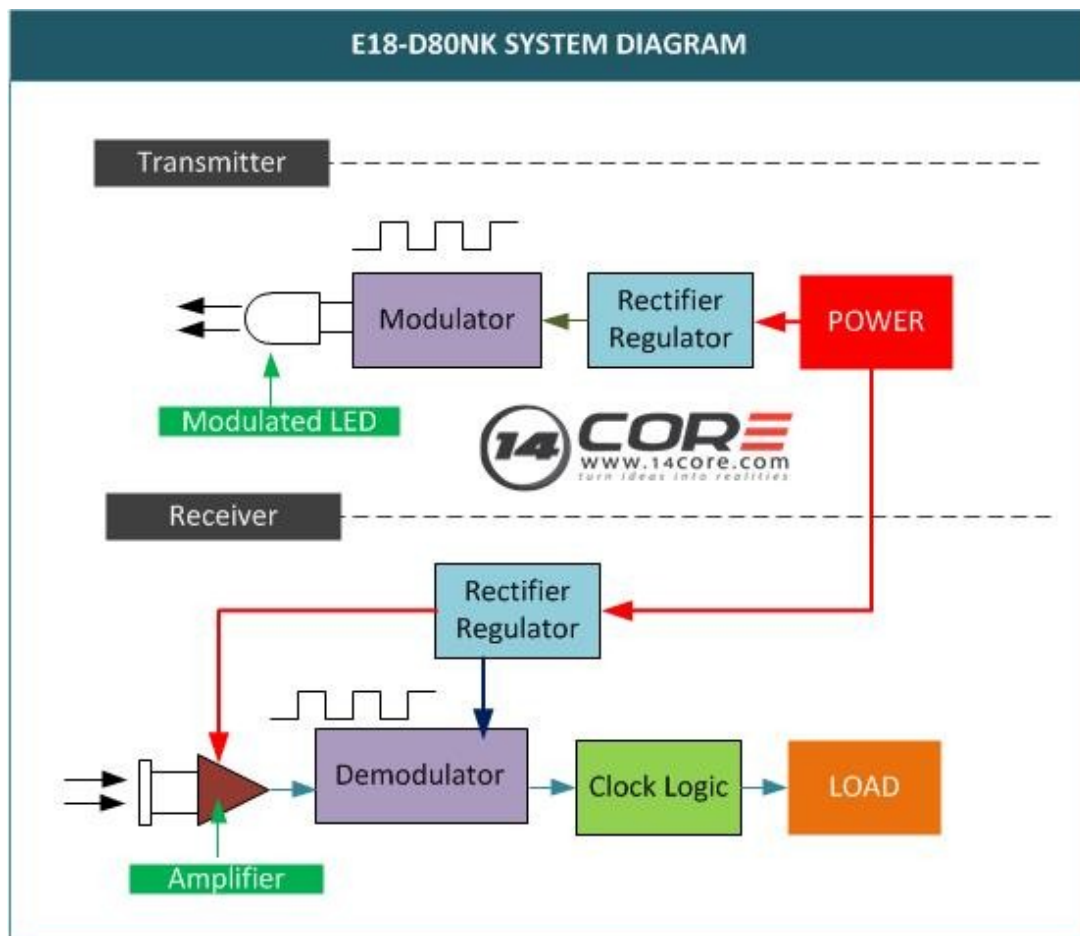 E18-D80NK SYSTEM DIAGRAM
Transmitter
Modulator
Rectifier
Regulator
POWER
Modulated LED
14 CORE
www.14core.com
turn ideas into realities
Receiver
Rectifier
Regulator
Demodulator
Clock Logic
LOAD
Amplifier